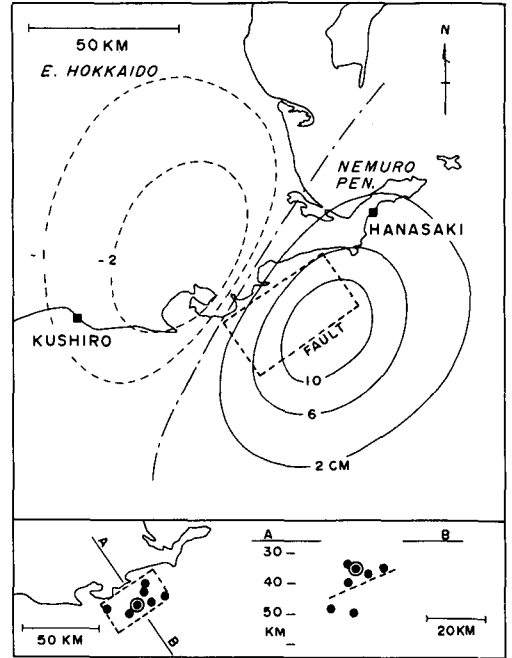 50 KM
E. HOKKAIDO
N
NEMURO
PEN.
HANASAKI
-1
-2
KUSHIRO
FAULT
10
6
2 CM
A
B
50 KM
A B
30
40
50
KM
20KM